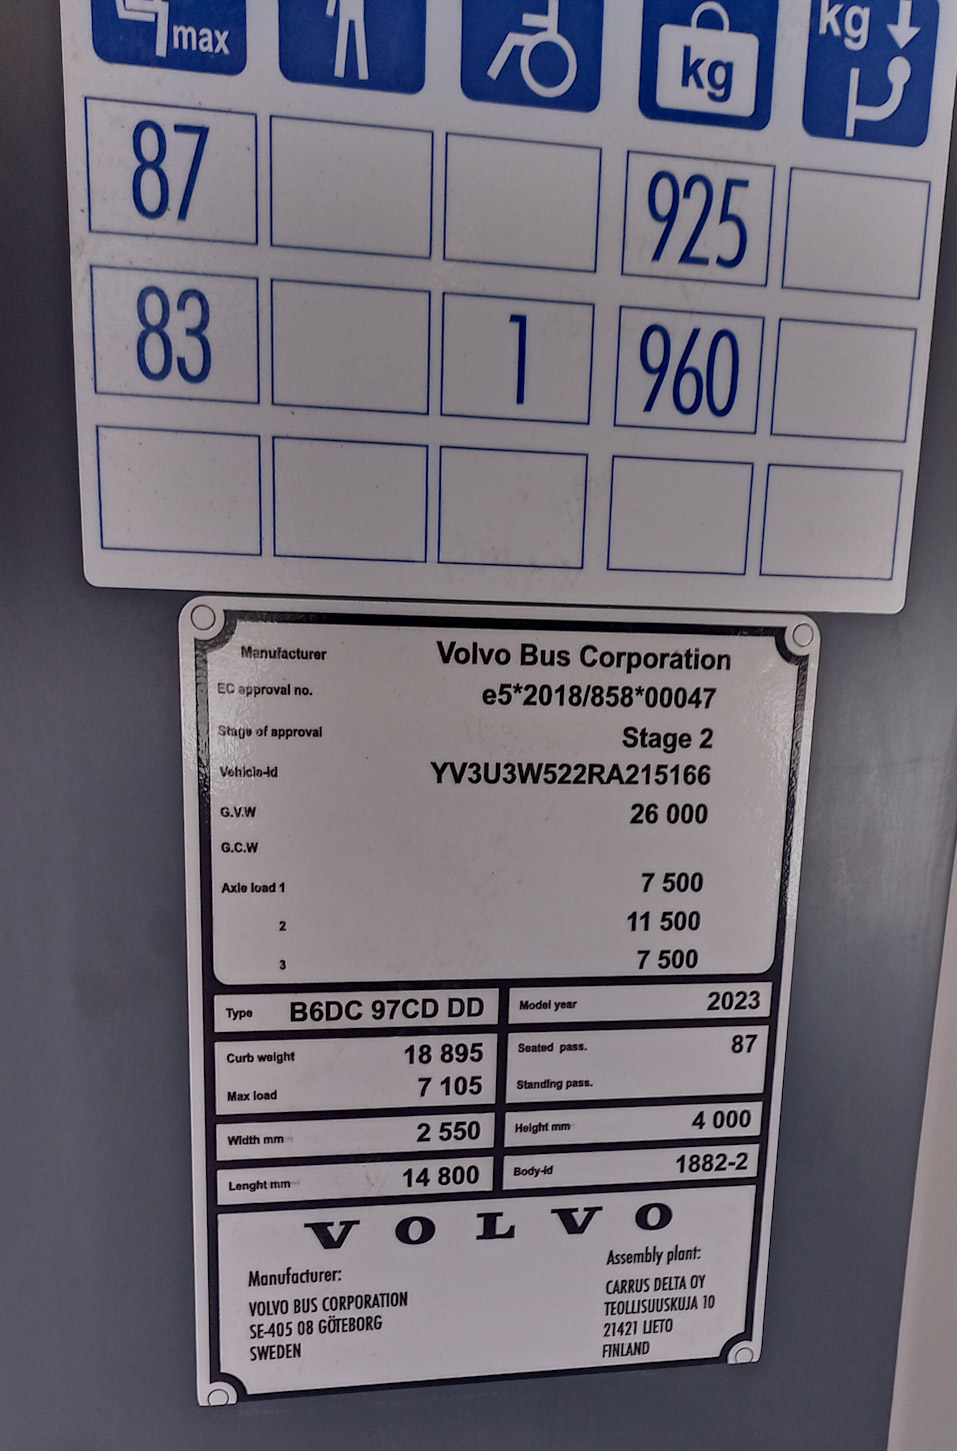 max
kg
kg
87
925
83
1
960
Manufacturer Volvo Bus Corporation
EC approval no. e5*2018/858*00047
Stage of approval Stage 2
Vehicle-id YV3U3W522RA215166
G.V.W 26 000
G.C.W
Axle load 1 7 500
2 11 500
3 7 500
Type B6DC 97CD DD
Model year 2023
Curb weight 18 895
Max load 7 105
Seated pass. 87
Standing pass.
Width mm 2 550
Height mm 4 000
Lenght mm 14 800
Body-id 1882-2
VOLVO
Manufacturer:
VOLVO BUS CORPORATION
SE-405 08 GÖTEBORG
SWEDEN
Assembly plant:
CARRUS DELTA OY
TEOLLISUUSKUJA 10
21421 LIETO
FINLAND